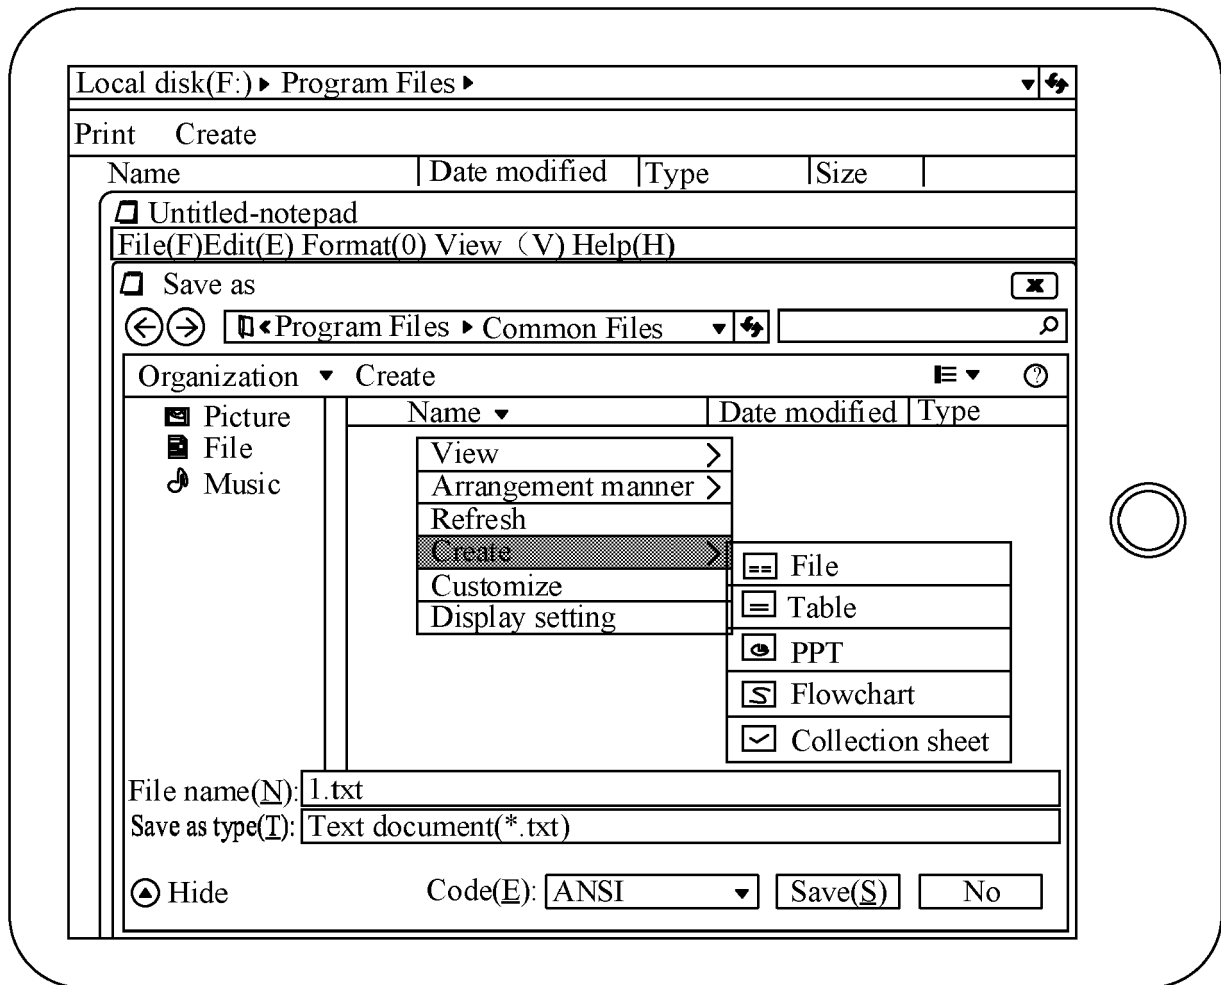 Local disk(F:) Program Files
Print Create
Name Date modified Type Size
Untitled-notepad
File(F)Edit(E) Format(0) View（V) Help(H)
Save as
Program Files Common Files
Organization Create
Name Date modified Type
Picture
File
Music
View
Arrangement manner
Refresh
Create
Customize
Display setting
File
Table
PPT
Flowchart
Collection sheet
File name(N): 1.txt
Save as type(T): Text document(*.txt)
Hide Code(E): ANSI Save(S) No